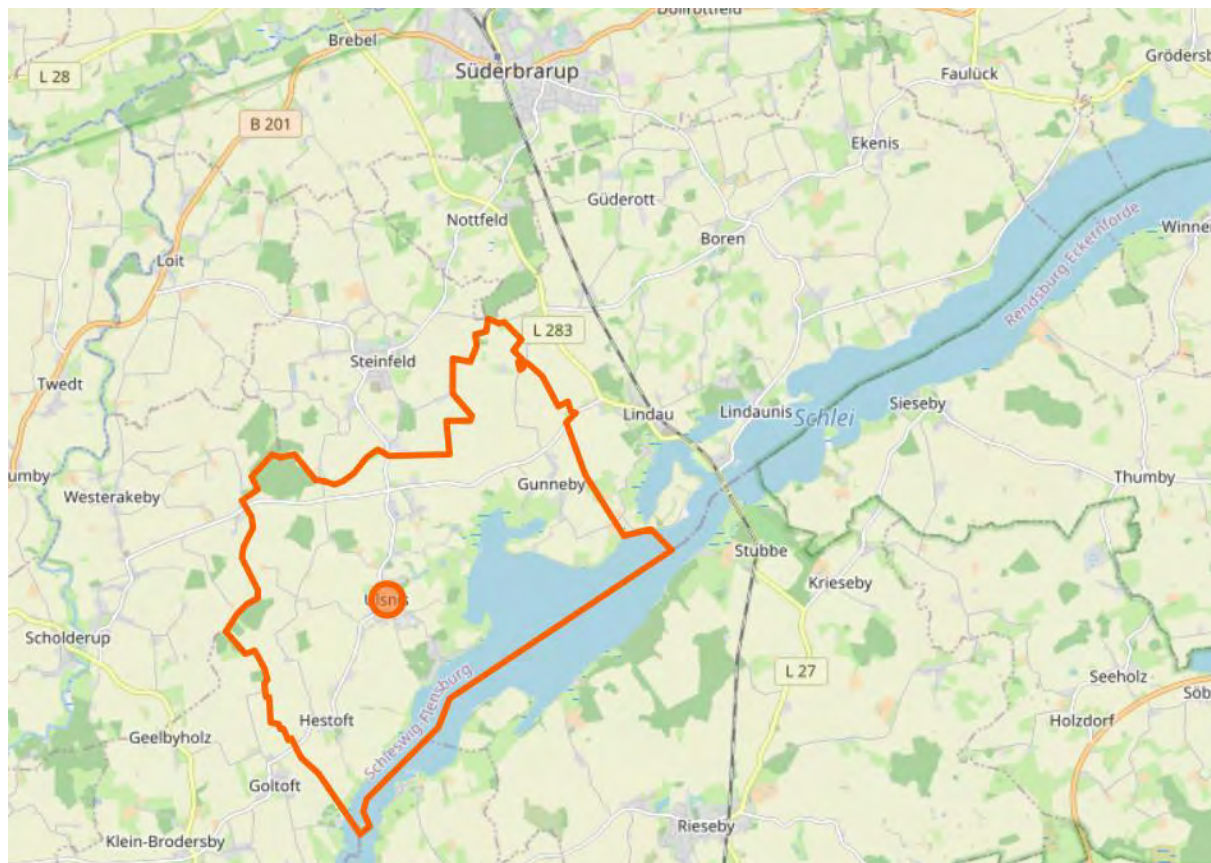 Dollrottfeld
Brebel
Grödersb
Süderbrarup
Faulück
L 28
B 201
Ekenis
Güderott
Nottfeld
Boren
Winne
Loit
Rendsburg-Eckernförde
L 283
Steinfeld
Twedt
Sieseby
Lindau
Lindaunis
Schlei
umby
Thumby
Westerakeby
Gunneby
Stubbe
Krieseby
Ulsnis
Scholderup
L 27
Seeholz
Schleswig-Flensburg
Söb
Hestoft
Holzdorf
Geelbyholz
Goltoft
Rieseby
Klein-Brodersby